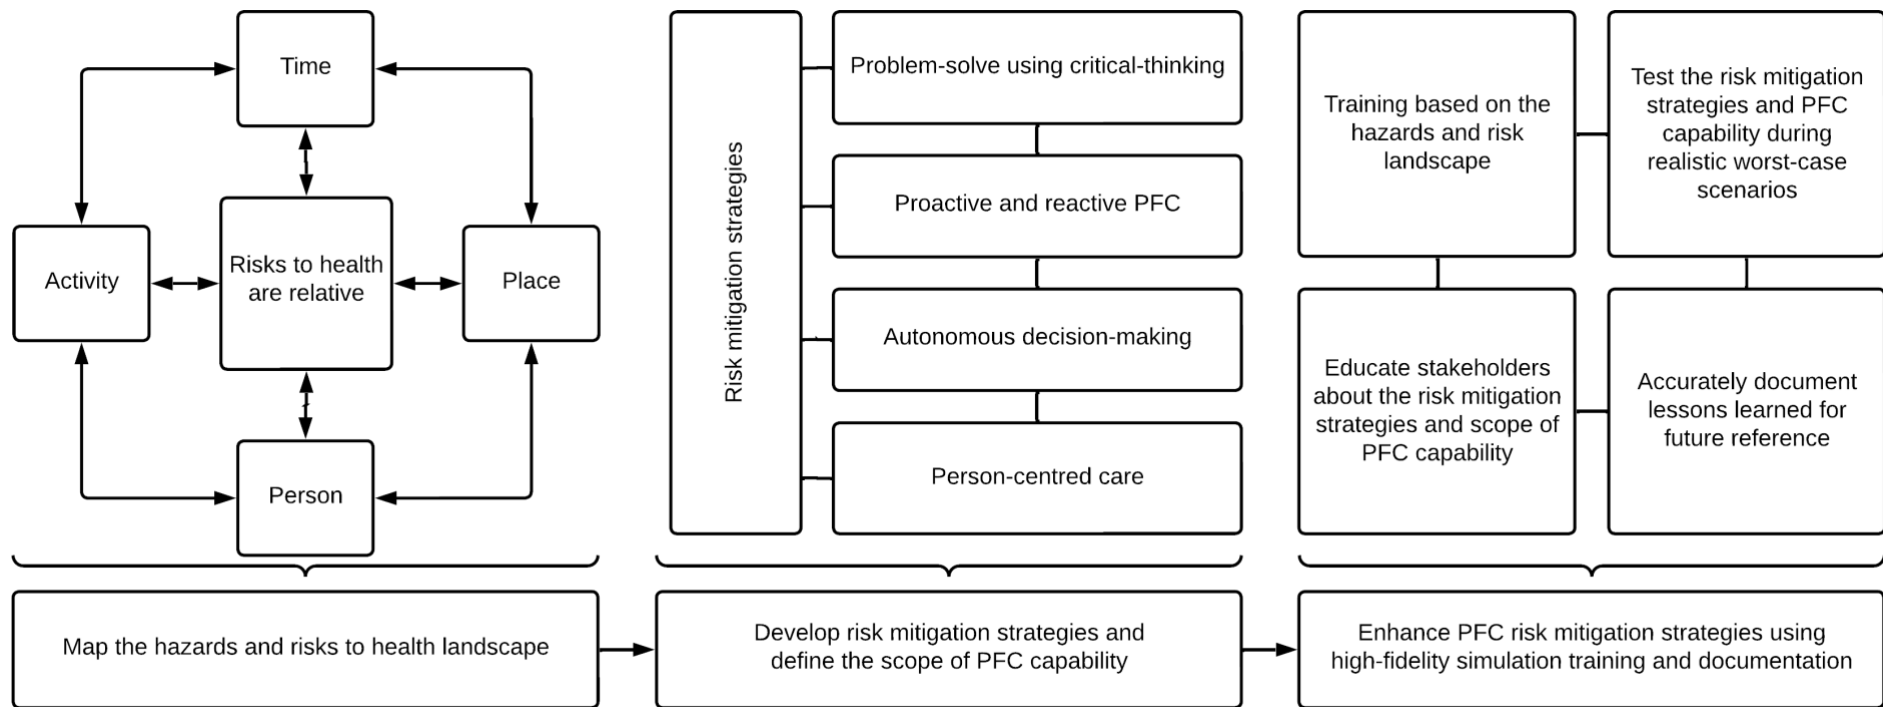 Time
Activity
Risks to health
are relative
Place
Person
Map the hazards and risks to health landscape
Risk mitigation strategies
Problem-solve using critical-thinking
Proactive and reactive PFC
Autonomous decision-making
Person-centred care
Develop risk mitigation strategies and
define the scope of PFC capability
Training based on the
hazards and risk
landscape
Test the risk mitigation
strategies and PFC
capability during
realistic worst-case
scenarios
Educate stakeholders
about the risk mitigation
strategies and scope of
PFC capability
Accurately document
lessons learned for
future reference
Enhance PFC risk mitigation strategies using
high-fidelity simulation training and documentation